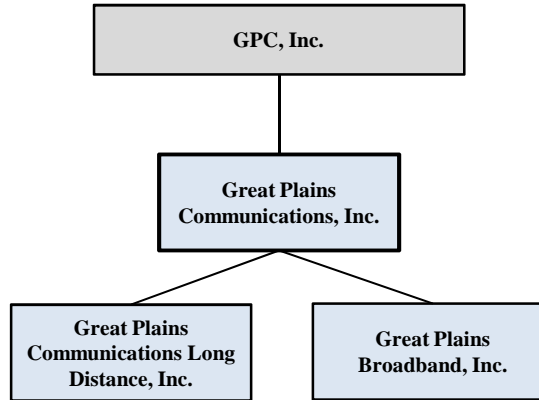 GPC, Inc.
Great Plains
Communications, Inc.
Great Plains
Communications Long
Distance, Inc.
Great Plains
Broadband, Inc.